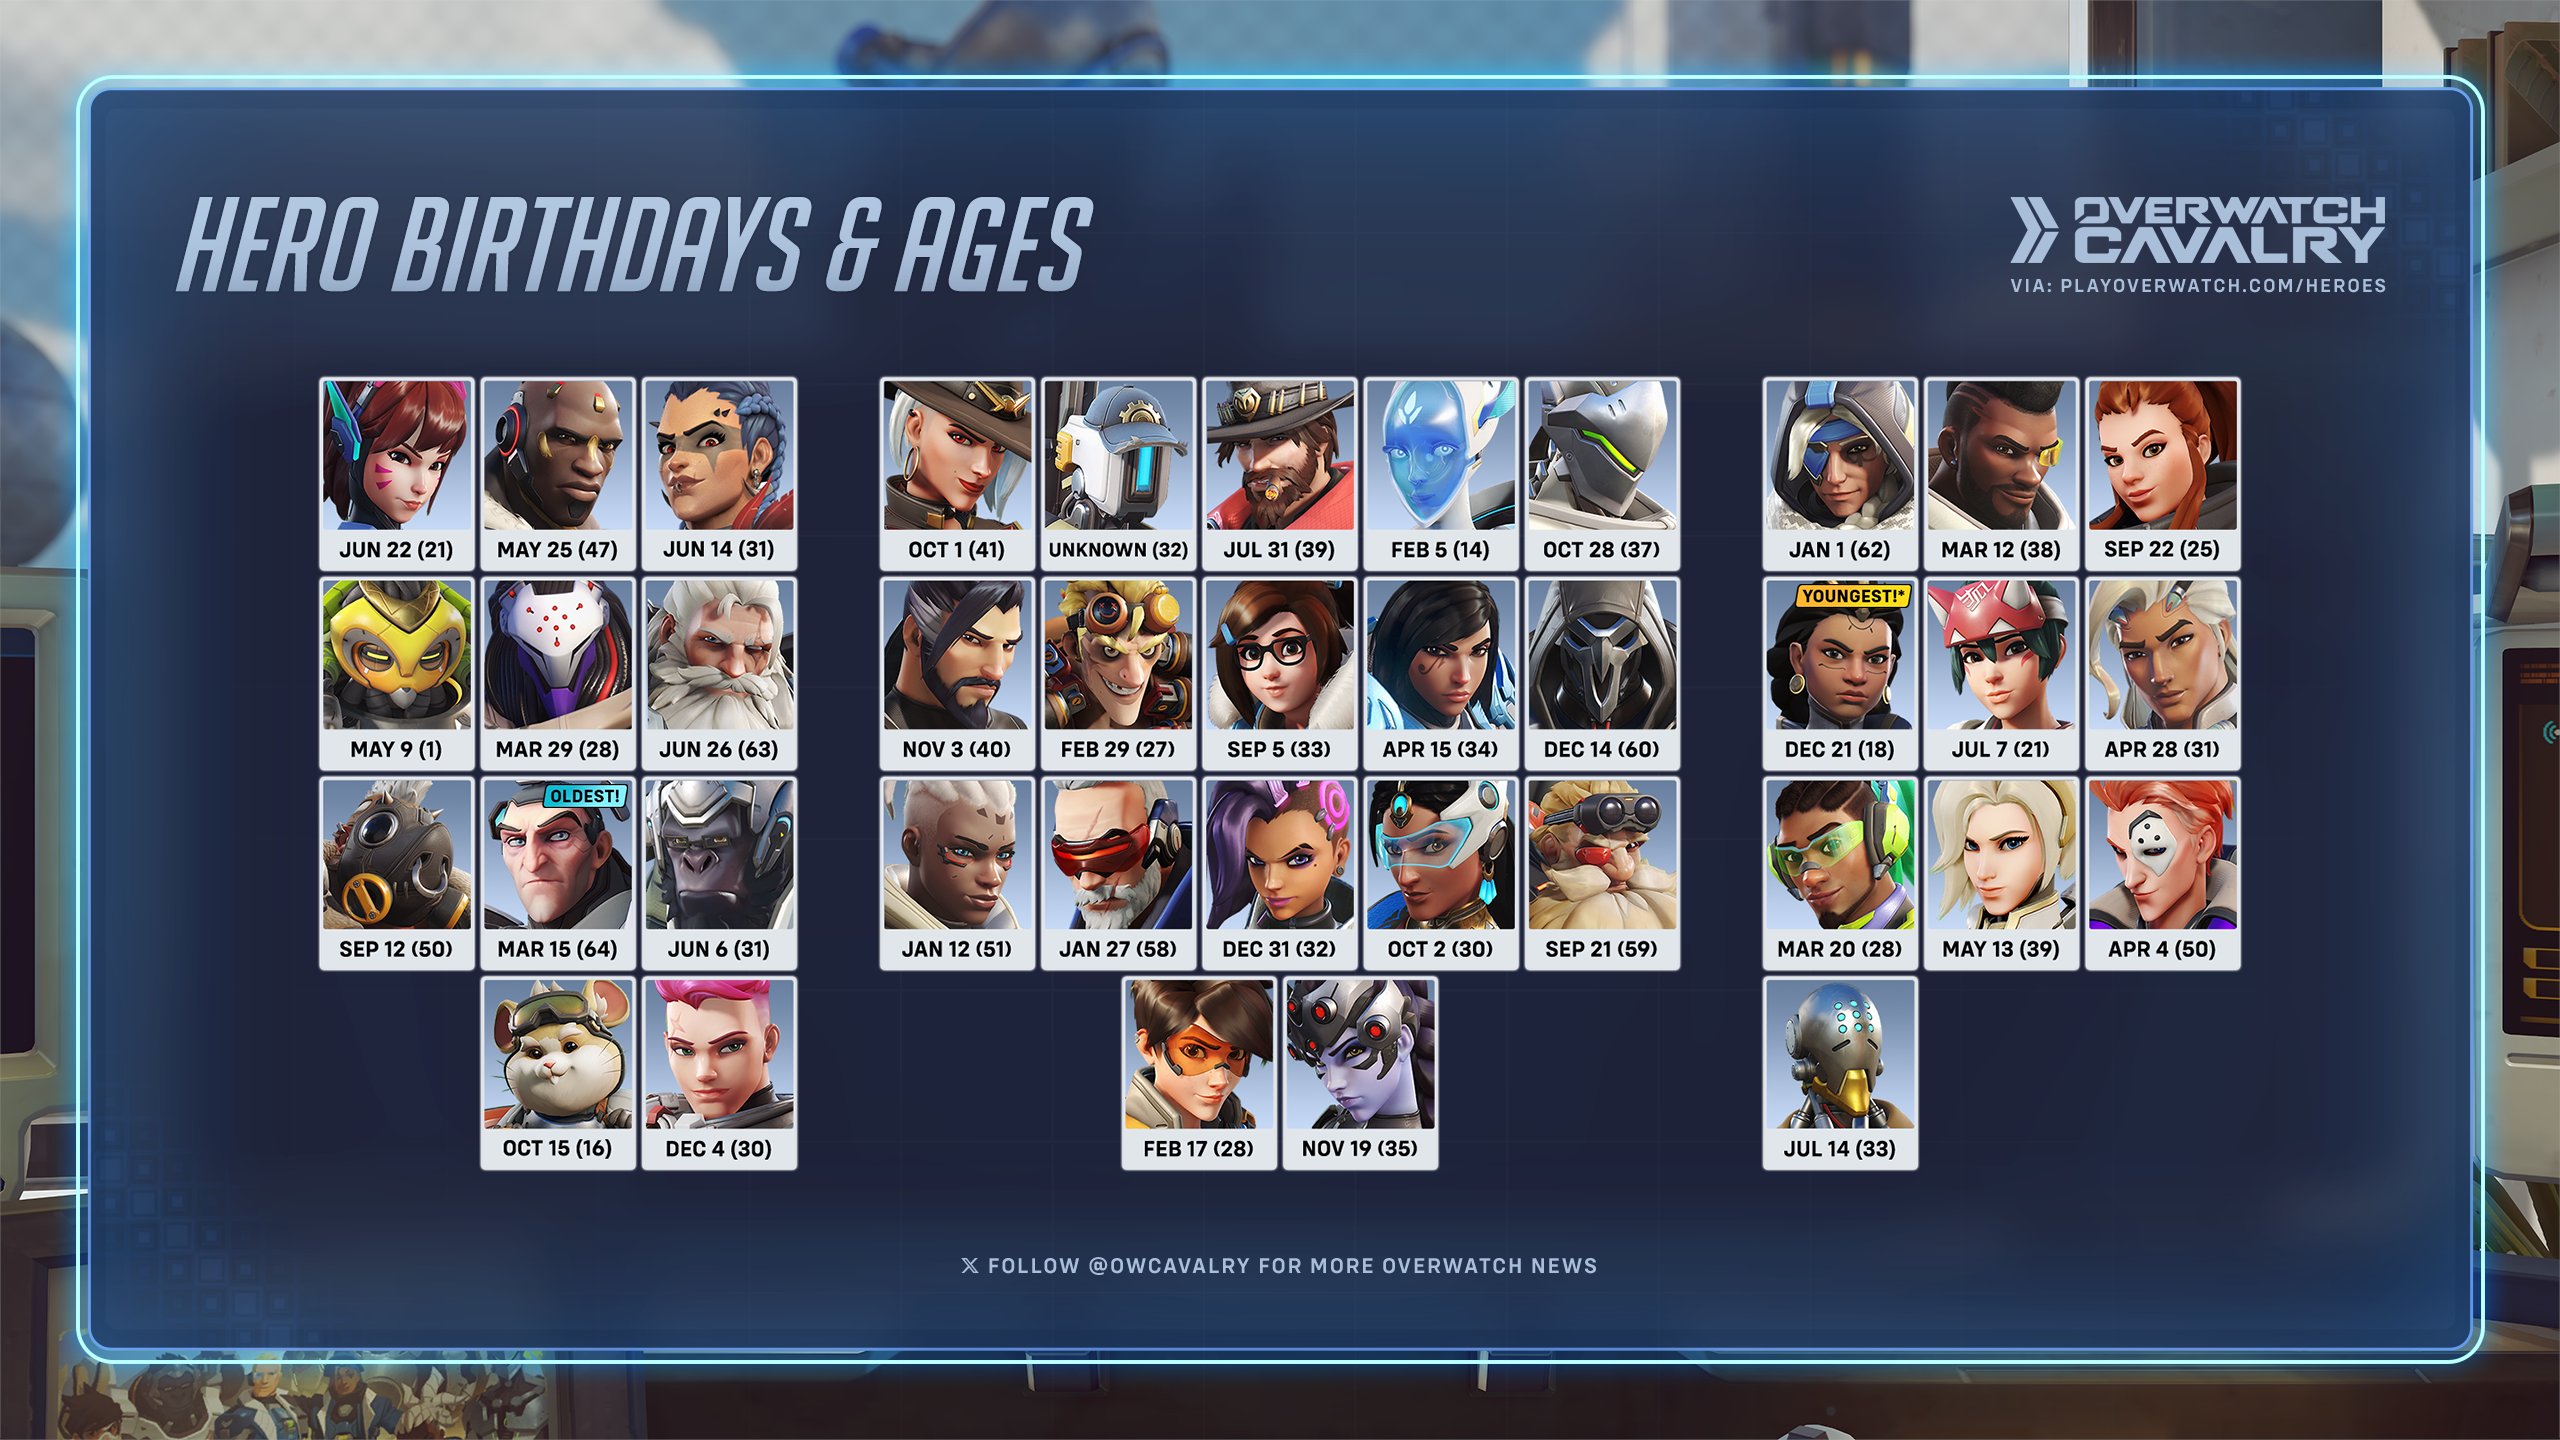 HERO BIRTHDAYS & AGES
OVERWATCH
CAVALRY
VIA: PLAYOVERWATCH.COM/HEROES
JUN 22 (21)
MAY 25 (47)
JUN 14 (31)
OCT 1 (41)
UNKNOWN (32)
JUL 31 (39)
FEB 5 (14)
OCT 28 (37)
JAN 1 (62)
MAR 12 (38)
SEP 22 (25)
YOUNGEST!*
MAY 9 (1)
MAR 29 (28)
JUN 26 (63)
NOV 3 (40)
FEB 29 (27)
SEP 5 (33)
APR 15 (34)
DEC 14 (60)
DEC 21 (18)
JUL 7 (21)
APR 28 (31)
OLDEST!
SEP 12 (50)
MAR 15 (64)
JUN 6 (31)
JAN 12 (51)
JAN 27 (58)
DEC 31 (32)
OCT 2 (30)
SEP 21 (59)
MAR 20 (28)
MAY 13 (39)
APR 4 (50)
OCT 15 (16)
DEC 4 (30)
FEB 17 (28)
NOV 19 (35)
JUL 14 (33)
X FOLLOW @OWCAVALRY FOR MORE OVERWATCH NEWS